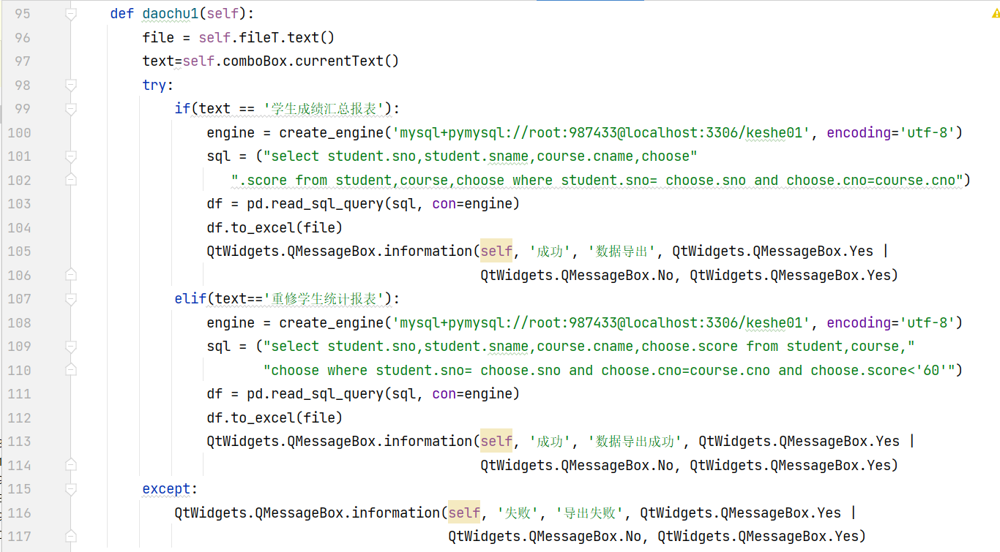 95 def daochu1(self):
96 file = self.fileT.text()
97 text=self.comboBox.currentText()
98 try:
99 if(text == '学生成绩汇总报表'):
100 engine = create_engine('mysql+pymysql://root:987433@localhost:3306/keshe01', encoding='utf-8')
101 sql = ("select student.sno,student.sname,course.cname,choose"
102 ".score from student,course,choose where student.sno= choose.sno and choose.cno=course.cno")
103 df = pd.read_sql_query(sql, con=engine)
104 df.to_excel(file)
105 QtWidgets.QMessageBox.information(self, '成功', '数据导出', QtWidgets.QMessageBox.Yes |
106 QtWidgets.QMessageBox.No, QtWidgets.QMessageBox.Yes)
107 elif(text=='重修学生统计报表'):
108 engine = create_engine('mysql+pymysql://root:987433@localhost:3306/keshe01', encoding='utf-8')
109 sql = ("select student.sno,student.sname,course.cname,choose.score from student,course,"
110 "choose where student.sno= choose.sno and choose.cno=course.cno and choose.score<'60'")
111 df = pd.read_sql_query(sql, con=engine)
112 df.to_excel(file)
113 QtWidgets.QMessageBox.information(self, '成功', '数据导出成功', QtWidgets.QMessageBox.Yes |
114 QtWidgets.QMessageBox.No, QtWidgets.QMessageBox.Yes)
115 except:
116 QtWidgets.QMessageBox.information(self, '失败', '导出失败', QtWidgets.QMessageBox.Yes |
117 QtWidgets.QMessageBox.No, QtWidgets.QMessageBox.Yes)